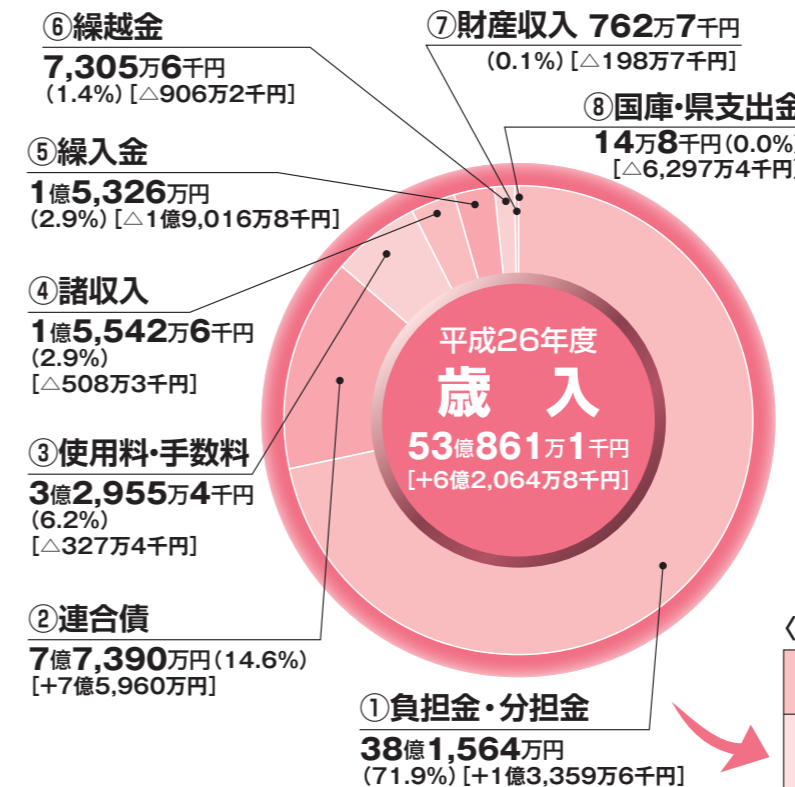 ⑥繰越金
7,305万6千円
(1.4%)[△906万2千円]
⑦財産収入 762万7千円
(0.1%)[△198万7千円]
⑧国庫・県支出金
14万8千円(0.0%)
[△6,297万4千円]
⑤繰入金
1億5,326万円
(2.9%)[△1億9,016万8千円]
④諸収入
1億5,542万6千円
(2.9%)
[△508万3千円]
③使用料・手数料
3億2,955万4千円
(6.2%)
[△327万4千円]
②連合債
7億7,390万円(14.6%)
[+7億5,960万円]
平成26年度
歳 入
53億861万1千円
[+6億2,064万8千円]
①負担金・分担金
38億1,564万円
(71.9%)[+1億3,359万6千円]
〈